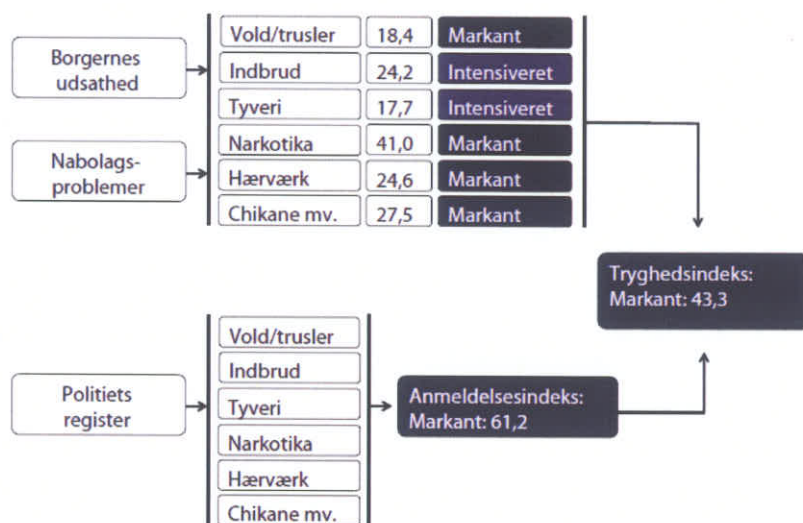 Borgernes
udsathed
Nabolags-
problemer
Vold/trusler 18,4 Markant
Indbrud 24,2 Intensiveret
Tyveri 17,7 Intensiveret
Narkotika 41,0 Markant
Hærværk 24,6 Markant
Chikane mv. 27,5 Markant
Tryghedsindeks:
Markant: 43,3
Politiets
register
Vold/trusler
Indbrud
Tyveri
Narkotika
Hærværk
Chikane mv.
Anmeldelsesindeks:
Markant: 61,2